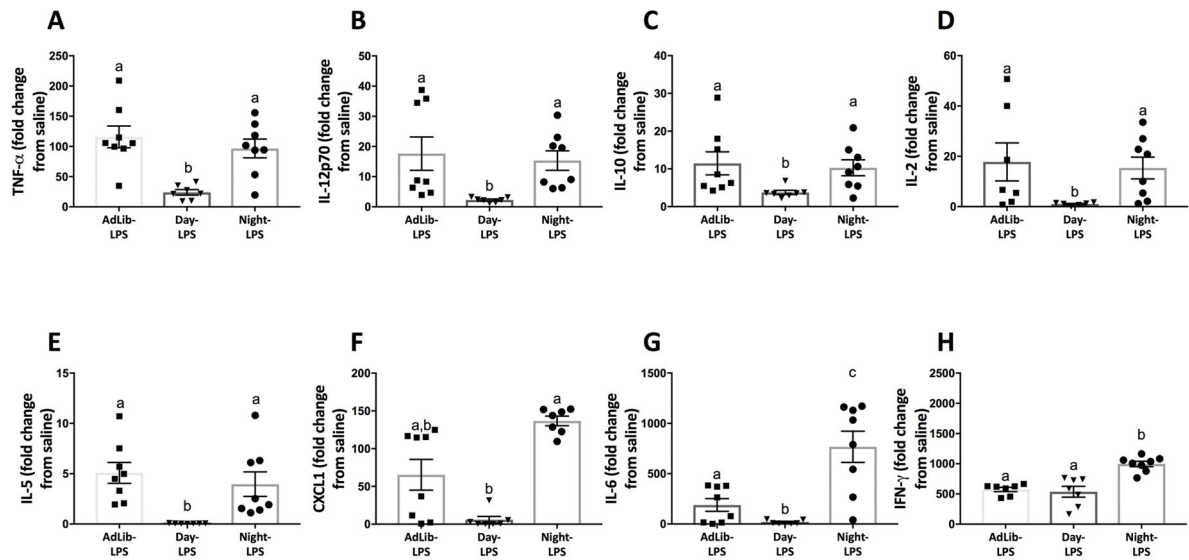 A
TNF-α (fold change
from saline)
250
200
150
100
50
0
a
b
a
AdLib-
LPS
Day-
LPS
Night-
LPS
B
IL-12p70 (fold change
from saline)
50
40
30
20
10
0
a
b
a
AdLib-
LPS
Day-
LPS
Night-
LPS
C
IL-10 (fold change
from saline)
40
30
20
10
0
a
b
a
AdLib-
LPS
Day-
LPS
Night-
LPS
D
IL-2 (fold change
from saline)
60
40
20
0
a
b
a
AdLib-
LPS
Day-
LPS
Night-
LPS
E
IL-5 (fold change
from saline)
15
10
5
0
a
b
a
AdLib-
LPS
Day-
LPS
Night-
LPS
F
CXCL1 (fold change
from saline)
200
150
100
50
0
a,b
b
a
AdLib-
LPS
Day-
LPS
Night-
LPS
G
IL-6 (fold change
from saline)
1500
1000
500
0
a
b
c
AdLib-
LPS
Day-
LPS
Night-
LPS
H
IFN-γ (fold change
from saline)
2500
2000
1500
1000
500
0
a
a
b
AdLib-
LPS
Day-
LPS
Night-
LPS